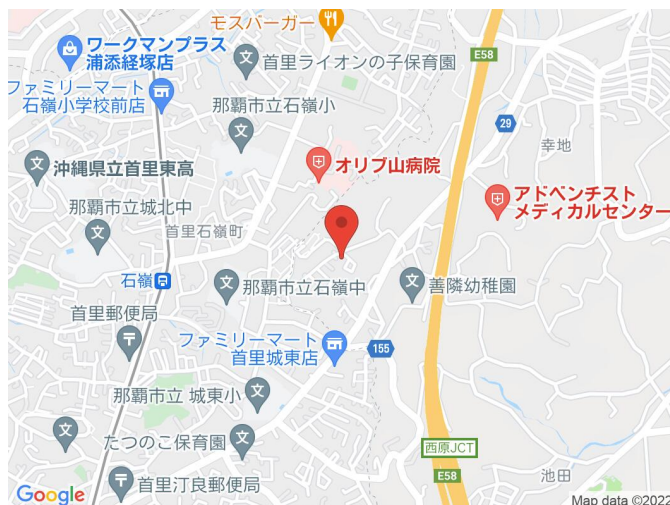 モスバーガー
ワークマンプラス
浦添経塚店
首里ライオンの子保育園
E58
ファミリーマート
石嶺小学校前店
那覇市立石嶺小
29
幸地
沖縄県立首里東高
オリブ山病院
アドベンチスト
メディカルセンター
那覇市立城北中
首里石嶺町
石嶺
那覇市立石嶺中
善隣幼稚園
首里郵便局
ファミリーマート
首里城東店
155
那覇市立 城東小
たつのこ保育園
西原JCT
池田
E58
首里汀良郵便局
Google
Map data ©2022